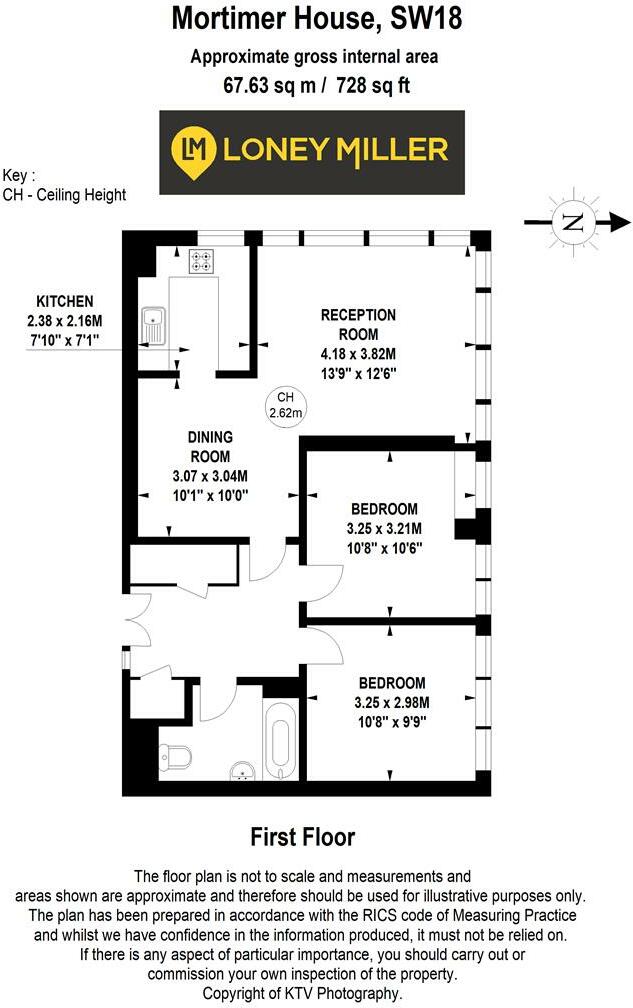 Mortimer House, SW18
Approximate gross internal area
67.63 sq m / 728 sq ft
LM LONEY MILLER
Key :
CH - Ceiling Height
N
KITCHEN
2.38 x 2.16M
7'10" x 7'1"
RECEPTION
ROOM
4.18 x 3.82M
13'9" x 12'6"
CH
2.62m
DINING
ROOM
3.07 x 3.04M
10'1" x 10'0"
BEDROOM
3.25 x 3.21M
10'8" x 10'6"
BEDROOM
3.25 x 2.98M
10'8" x 9'9"
First Floor
The floor plan is not to scale and measurements and
areas shown are approximate and therefore should be used for illustrative purposes only.
The plan has been prepared in accordance with the RICS code of Measuring Practice
and whilst we have confidence in the information produced, it must not be relied on.
If there is any aspect of particular importance, you should carry out or
commission your own inspection of the property.
Copyright of KTV Photography.